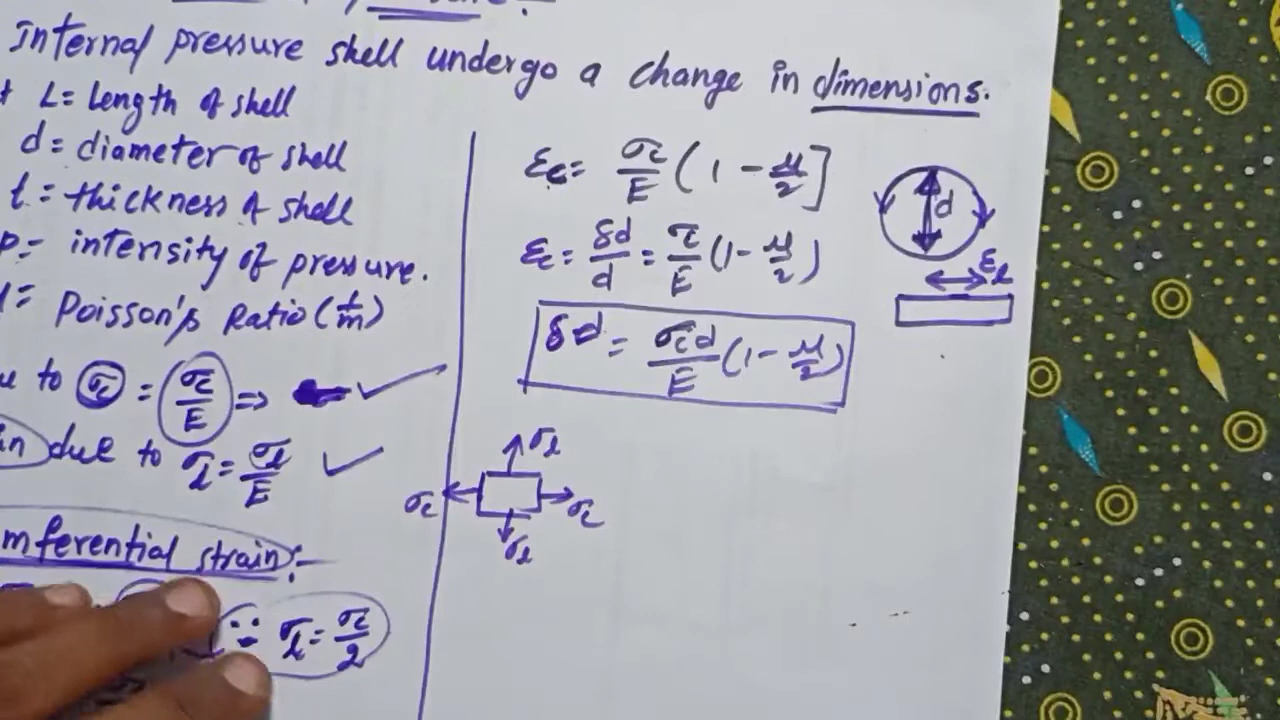 Internal pressure shell undergo a change in dimensions.
L = Length of shell
d = diameter of shell
t = thickness of shell
P = intensity of pressure.
Poisson's Ratio (1/m)
to σc = σc/E ⇒ ✓
due to σl = σl/E ✓
mferential strain:-
∵ σl = σc/2
εc = σc/E (1 - μ/2]
εc = δd/d = σc/E (1 - μ/2)
δd = σc d/E (1 - μ/2)
d
εl
σl
σc σc
σl